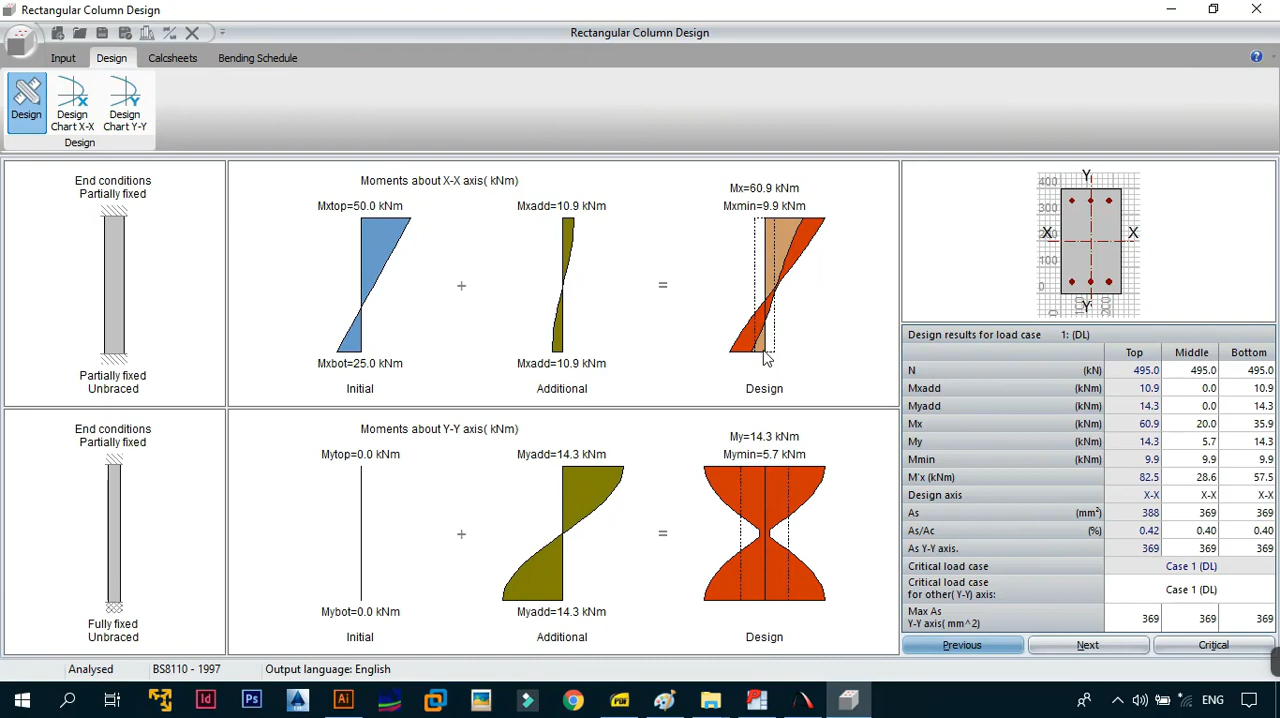 Rectangular Column Design
Rectangular Column Design
Input
Design
Calcsheets
Bending Schedule
Design
Design
Chart X-X
Design
Chart Y-Y
Design
End conditions
Partially fixed
Partially fixed
Unbraced
Moments about X-X axis( kNm)
Mxtop=50.0 kNm
Mxbot=25.0 kNm
Initial
+
Mxadd=10.9 kNm
Mxadd=10.9 kNm
Additional
=
Mx=60.9 kNm
Mxmin=9.9 kNm
Design
End conditions
Partially fixed
Fully fixed
Unbraced
Moments about Y-Y axis( kNm)
Mytop=0.0 kNm
Mybot=0.0 kNm
Initial
+
Myadd=14.3 kNm
Myadd=14.3 kNm
Additional
=
My=14.3 kNm
Mymin=5.7 kNm
Design
Y
400
300
200
100
0
X X
Y
100 200
Design results for load case 1: (DL)
Top Middle Bottom
N (kN) 495.0 495.0 495.0
Mxadd (kNm) 10.9 0.0 10.9
Myadd (kNm) 14.3 0.0 14.3
Mx (kNm) 60.9 20.0 35.9
My (kNm) 14.3 5.7 14.3
Mmin (kNm) 9.9 9.9 9.9
M'x (kNm) 82.5 28.6 57.5
Design axis X-X X-X X-X
As (mm²) 388 369 369
As/Ac (%) 0.42 0.40 0.40
As Y-Y axis. 369 369 369
Critical load case Case 1 (DL)
Critical load case
for other( Y-Y) axis: Case 1 (DL)
Max As
Y-Y axis( mm^2) 369 369 369
Previous Next Critical
Analysed BS8110 - 1997 Output language: English
Id Ps Ai PDF ENG